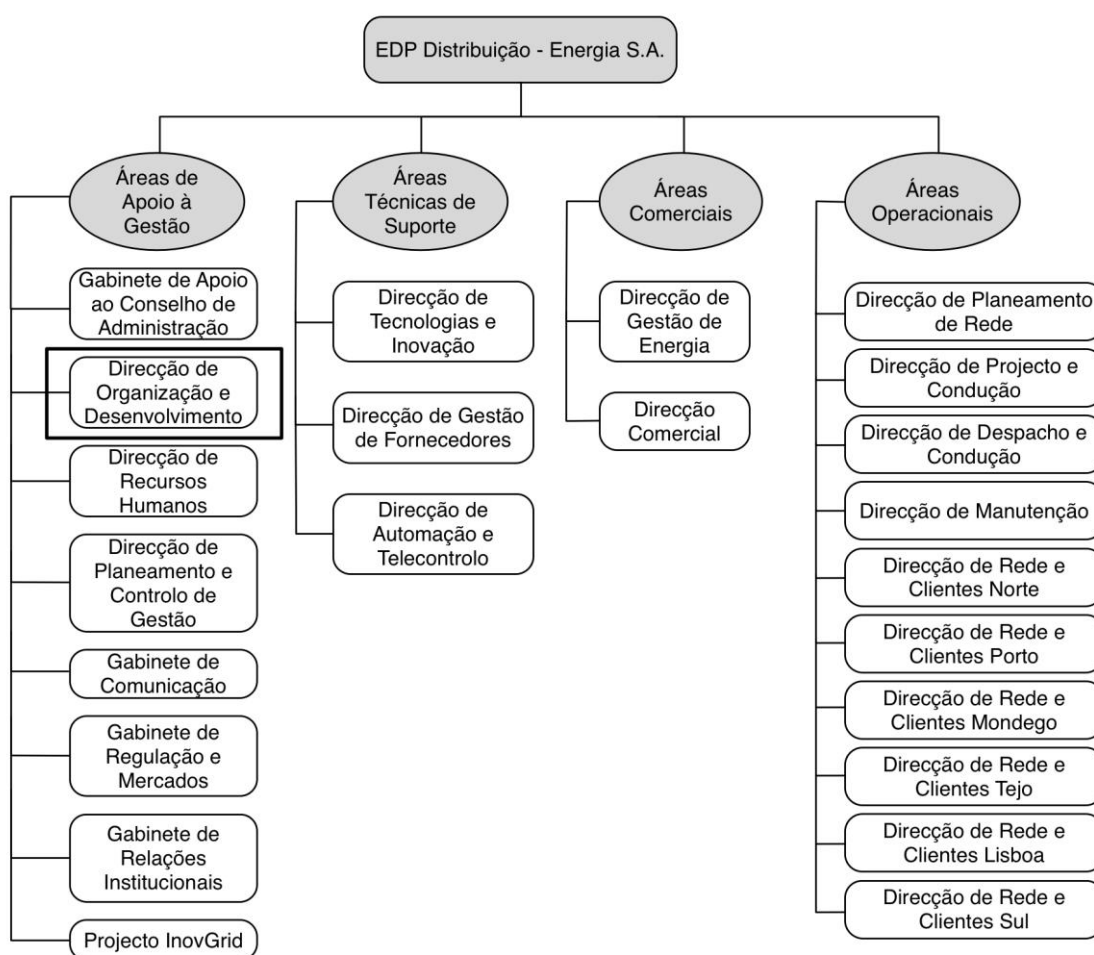 EDP Distribuição - Energia S.A.
Áreas de
Apoio à
Gestão
Gabinete de Apoio
ao Conselho de
Administração
Direcção de
Organização e
Desenvolvimento
Direcção de
Recursos
Humanos
Direcção de
Planeamento e
Controlo de
Gestão
Gabinete de
Comunicação
Gabinete de
Regulação e
Mercados
Gabinete de
Relações
Institucionais
Projecto InovGrid
Áreas
Técnicas de
Suporte
Direcção de
Tecnologias e
Inovação
Direcção de Gestão
de Fornecedores
Direcção de
Automação e
Telecontrolo
Áreas
Comerciais
Direcção de
Gestão de
Energia
Direcção
Comercial
Áreas
Operacionais
Direcção de Planeamento
de Rede
Direcção de Projecto e
Condução
Direcção de Despacho e
Condução
Direcção de Manutenção
Direcção de Rede e
Clientes Norte
Direcção de Rede e
Clientes Porto
Direcção de Rede e
Clientes Mondego
Direcção de Rede e
Clientes Tejo
Direcção de Rede e
Clientes Lisboa
Direcção de Rede e
Clientes Sul